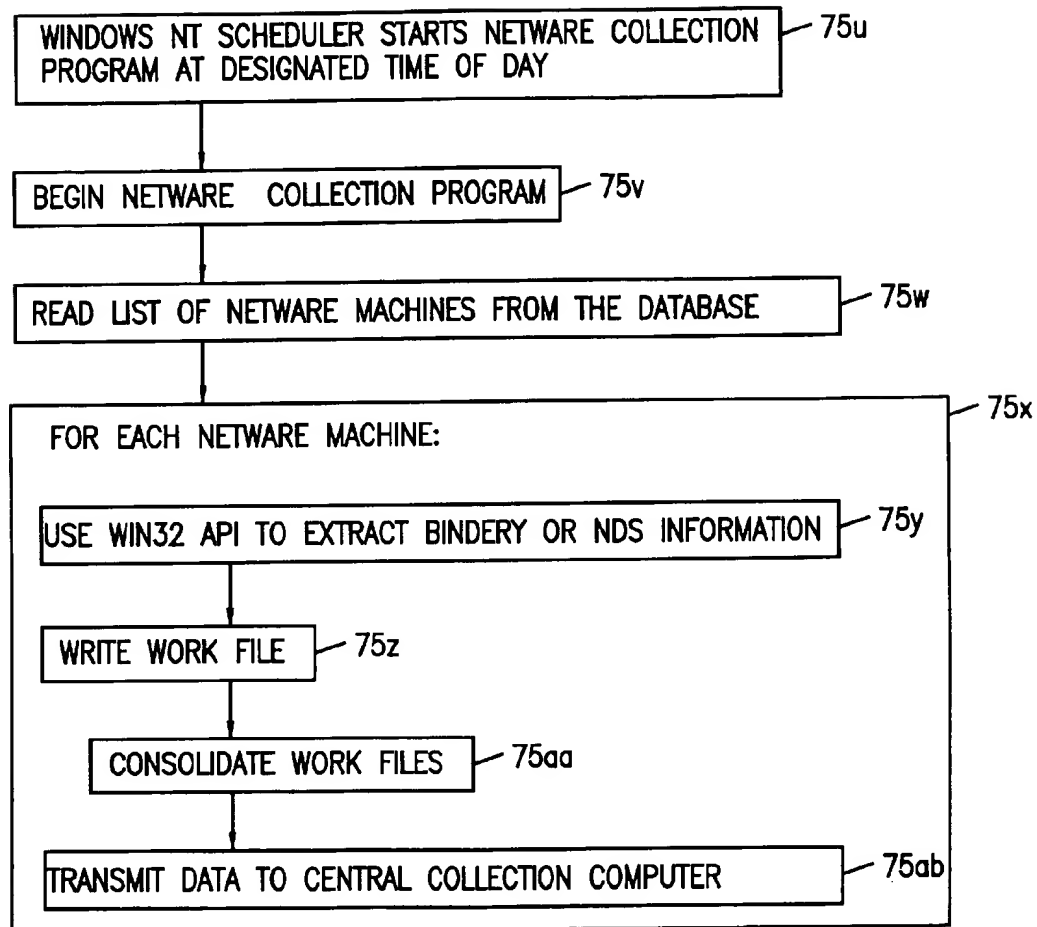 WINDOWS NT SCHEDULER STARTS NETWARE COLLECTION
PROGRAM AT DESIGNATED TIME OF DAY
75u
BEGIN NETWARE COLLECTION PROGRAM
75v
READ LIST OF NETWARE MACHINES FROM THE DATABASE
75w
75x
FOR EACH NETWARE MACHINE:
USE WIN32 API TO EXTRACT BINDERY OR NDS INFORMATION
75y
WRITE WORK FILE
75z
CONSOLIDATE WORK FILES
75aa
TRANSMIT DATA TO CENTRAL COLLECTION COMPUTER
75ab